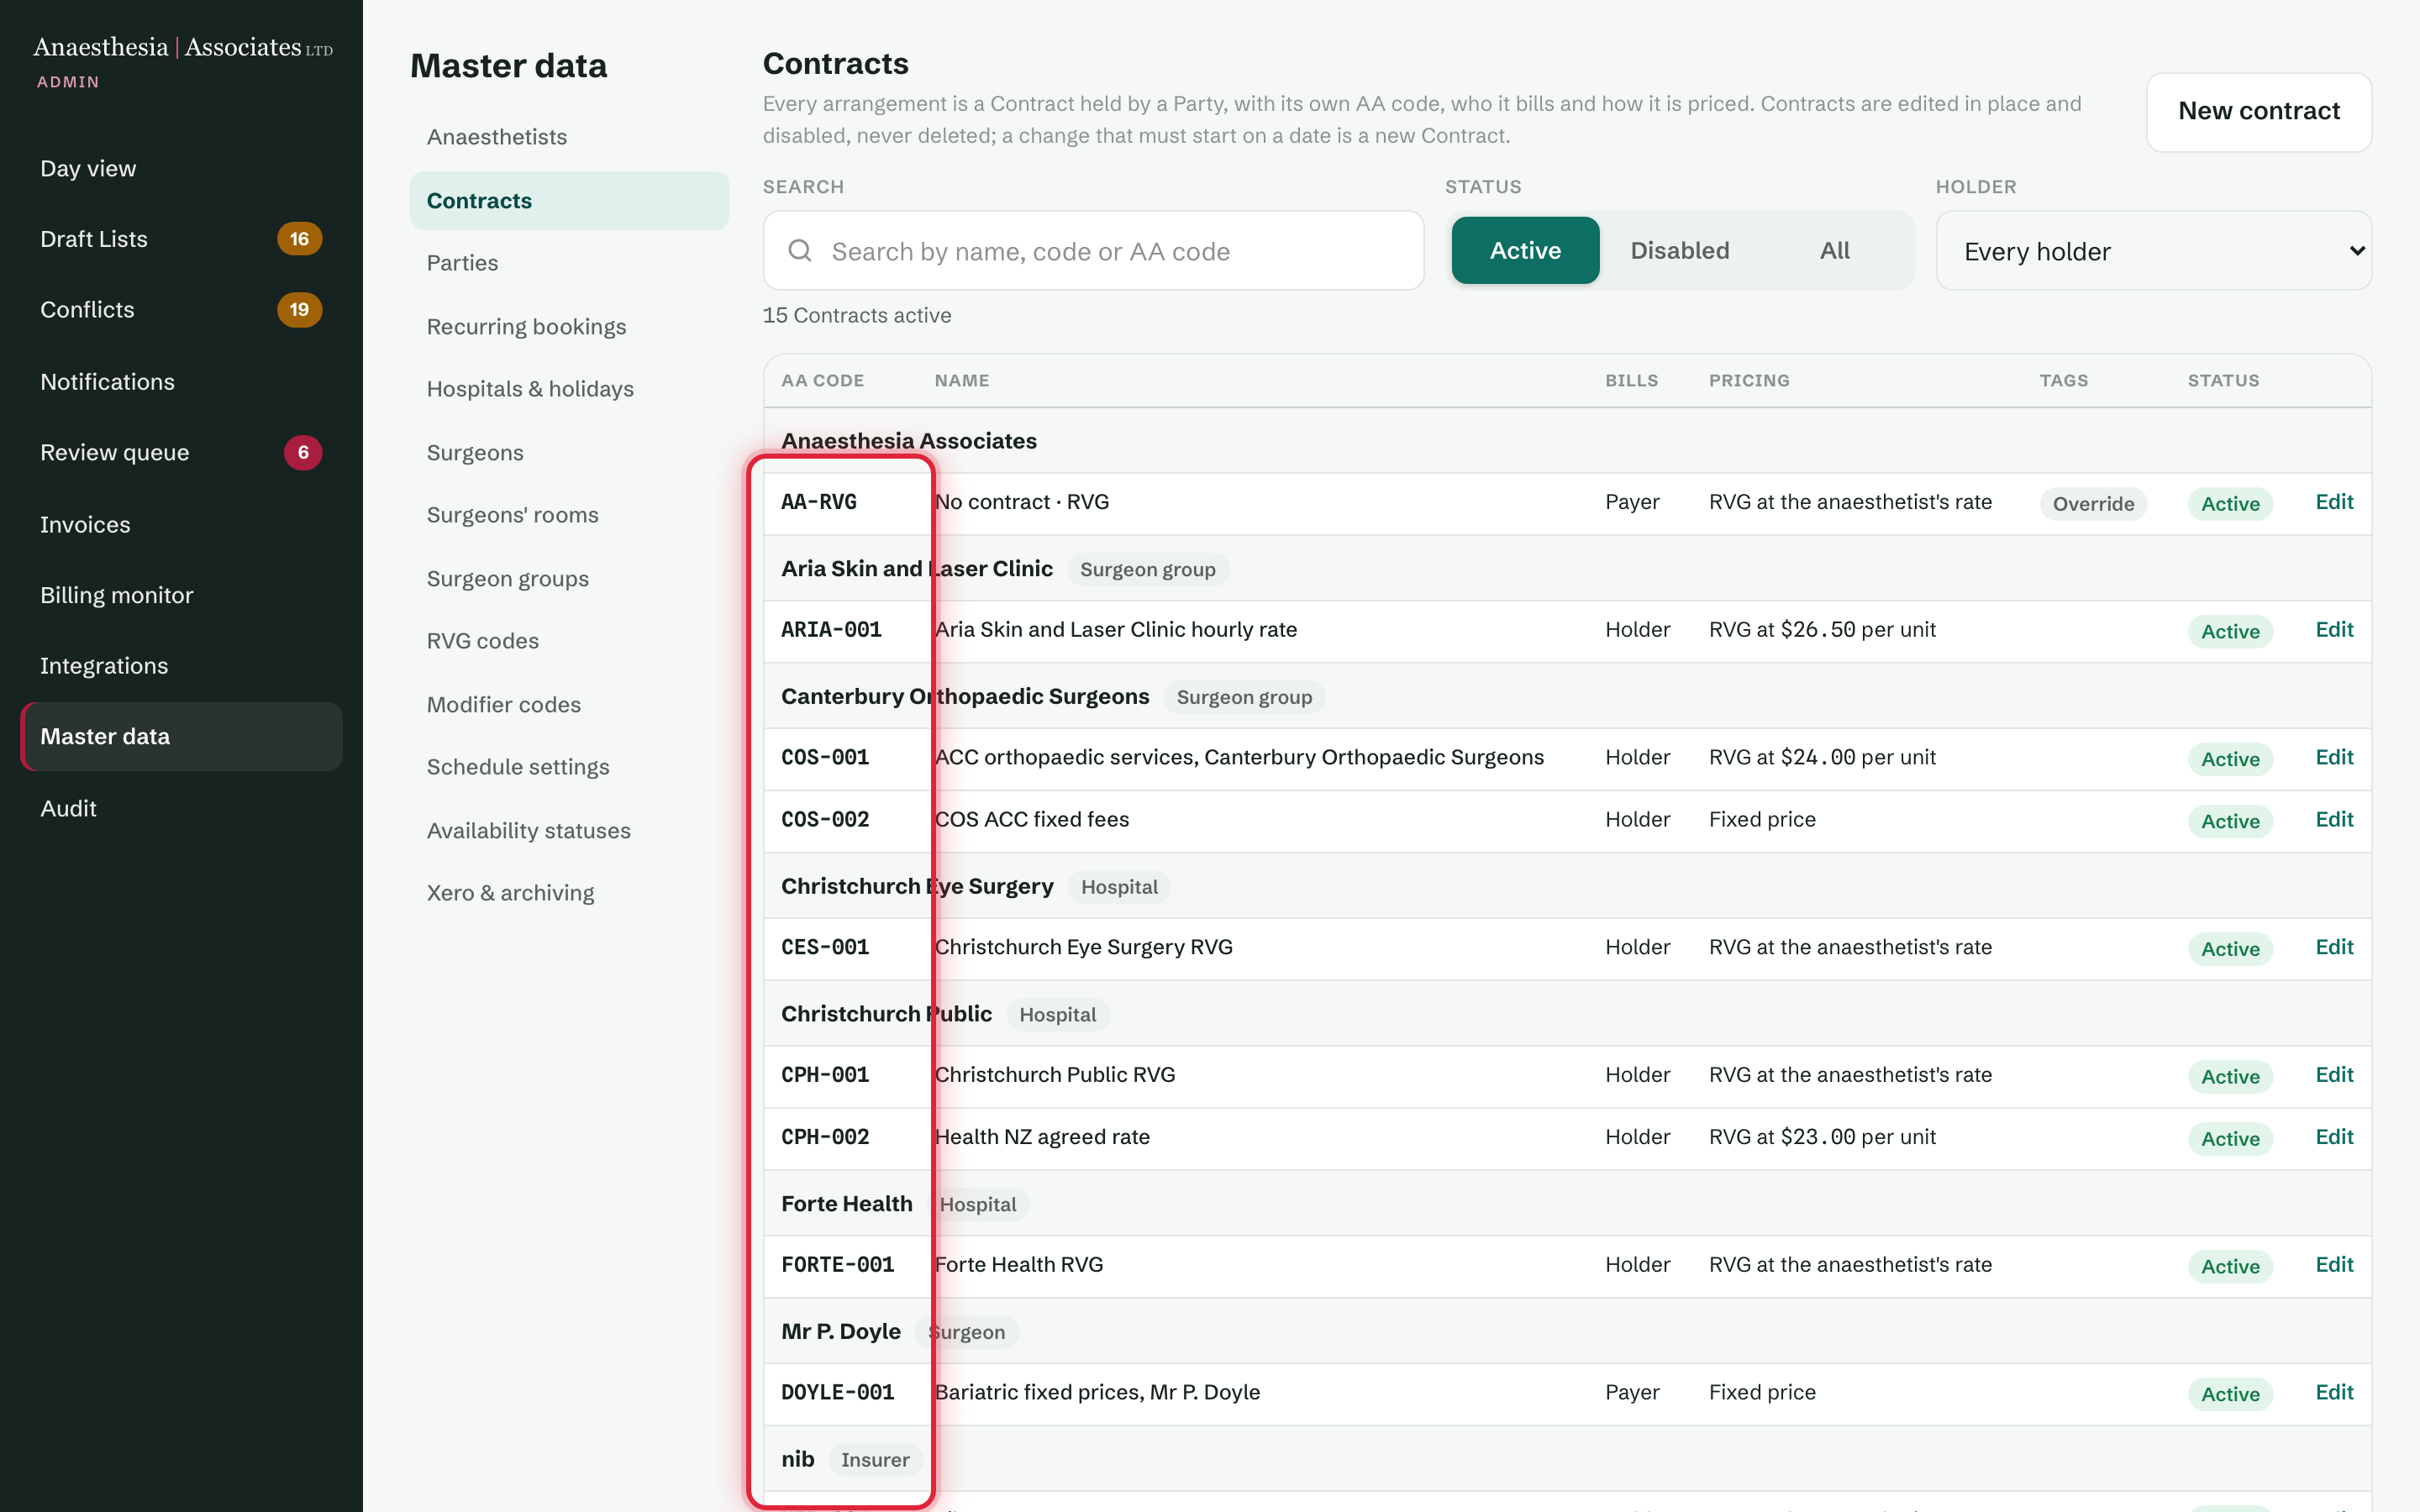 Anaesthesia | Associates LTD
ADMIN
Day view
Draft Lists 16
Conflicts 19
Notifications
Review queue 6
Invoices
Billing monitor
Integrations
Master data
Audit
Master data
Anaesthetists
Contracts
Parties
Recurring bookings
Hospitals & holidays
Surgeons
Surgeons' rooms
Surgeon groups
RVG codes
Modifier codes
Schedule settings
Availability statuses
Xero & archiving
Contracts
Every arrangement is a Contract held by a Party, with its own AA code, who it bills and how it is priced. Contracts are edited in place and
disabled, never deleted; a change that must start on a date is a new Contract.
New contract
SEARCH STATUS HOLDER
Search by name, code or AA code Active Disabled All Every holder
15 Contracts active
AA CODE NAME BILLS PRICING TAGS STATUS
Anaesthesia Associates
AA-RVG No contract · RVG Payer RVG at the anaesthetist's rate Override Active Edit
Aria Skin and Laser Clinic Surgeon group
ARIA-001 Aria Skin and Laser Clinic hourly rate Holder RVG at $26.50 per unit Active Edit
Canterbury Orthopaedic Surgeons Surgeon group
COS-001 ACC orthopaedic services, Canterbury Orthopaedic Surgeons Holder RVG at $24.00 per unit Active Edit
COS-002 COS ACC fixed fees Holder Fixed price Active Edit
Christchurch Eye Surgery Hospital
CES-001 Christchurch Eye Surgery RVG Holder RVG at the anaesthetist's rate Active Edit
Christchurch Public Hospital
CPH-001 Christchurch Public RVG Holder RVG at the anaesthetist's rate Active Edit
CPH-002 Health NZ agreed rate Holder RVG at $23.00 per unit Active Edit
Forte Health Hospital
FORTE-001 Forte Health RVG Holder RVG at the anaesthetist's rate Active Edit
Mr P. Doyle Surgeon
DOYLE-001 Bariatric fixed prices, Mr P. Doyle Payer Fixed price Active Edit
nib Insurer